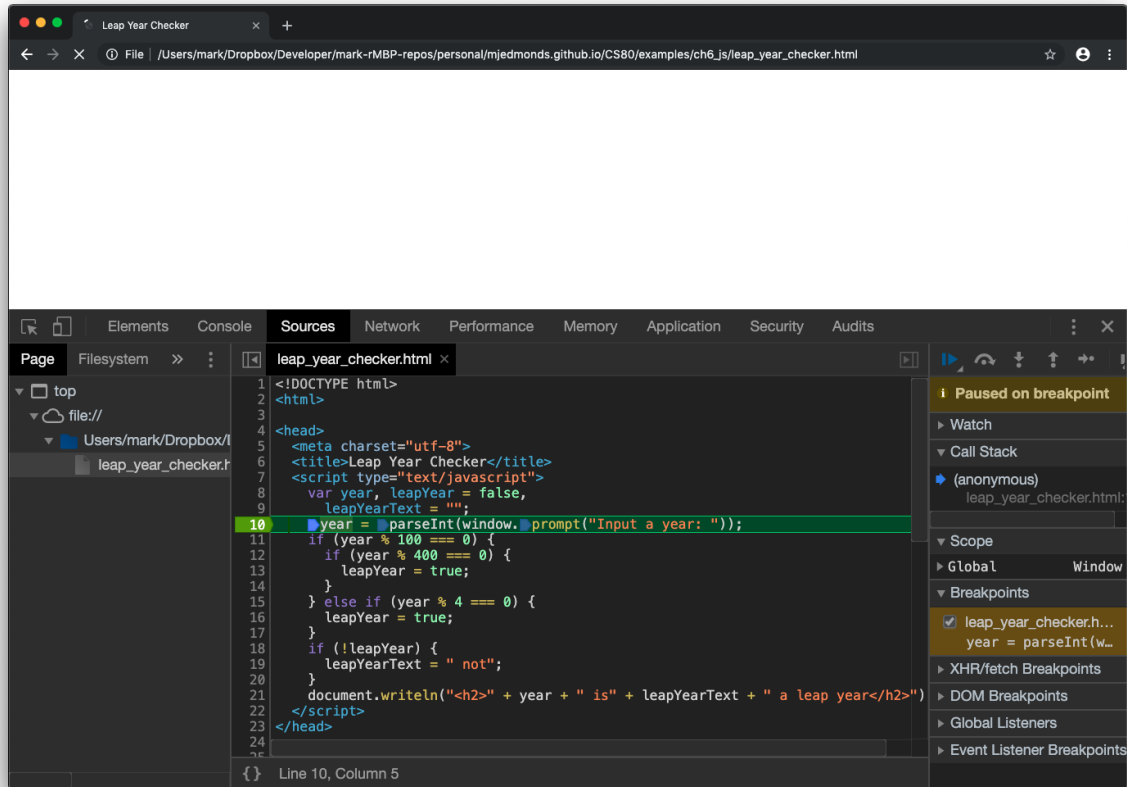 Leap Year Checker
File | /Users/mark/Dropbox/Developer/mark-rMBP-repos/personal/mjedmonds.github.io/CS80/examples/ch6_js/leap_year_checker.html
Elements Console Sources Network Performance Memory Application Security Audits
Page Filesystem » leap_year_checker.html
top
file://
Users/mark/Dropbox/
leap_year_checker.h
1 <!DOCTYPE html>
2 <html>
3
4 <head>
5 <meta charset="utf-8">
6 <title>Leap Year Checker</title>
7 <script type="text/javascript">
8 var year, leapYear = false,
9 leapYearText = "";
10 year = parseInt(window.prompt("Input a year: "));
11 if (year % 100 === 0) {
12 if (year % 400 === 0) {
13 leapYear = true;
14 }
15 } else if (year % 4 === 0) {
16 leapYear = true;
17 }
18 if (!leapYear) {
19 leapYearText = " not";
20 }
21 document.writeln("<h2>" + year + " is" + leapYearText + " a leap year</h2>")
22 </script>
23 </head>
24
{} Line 10, Column 5
Paused on breakpoint
Watch
Call Stack
(anonymous)
leap_year_checker.html:
Scope
Global Window
Breakpoints
leap_year_checker.h...
year = parseInt(w…
XHR/fetch Breakpoints
DOM Breakpoints
Global Listeners
Event Listener Breakpoints